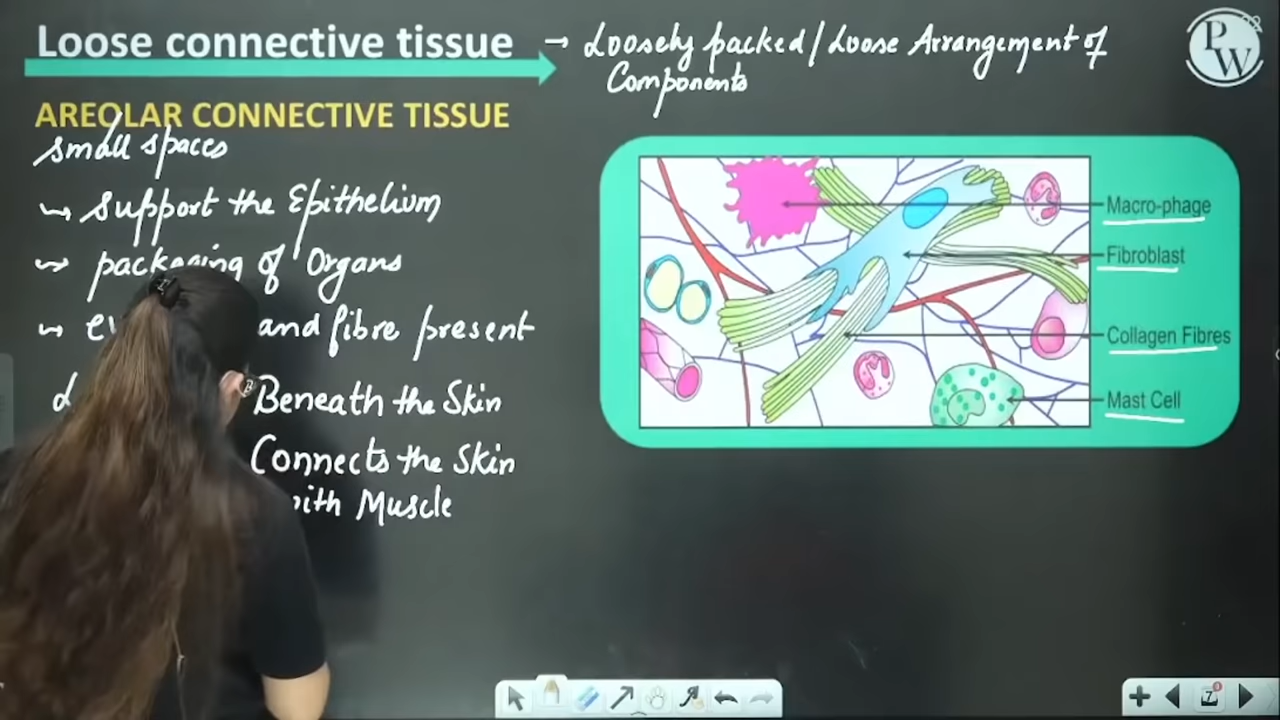 Loose connective tissue → Loosely packed / Loose Arrangement of
Components
AREOLAR CONNECTIVE TISSUE
small spaces
↳ support the Epithelium
↳ packaging of Organs
↳ and fibre present
Beneath the Skin
Connects the Skin
with Muscle
Macro-phage
Fibroblast
Collagen Fibres
Mast Cell
PW
7